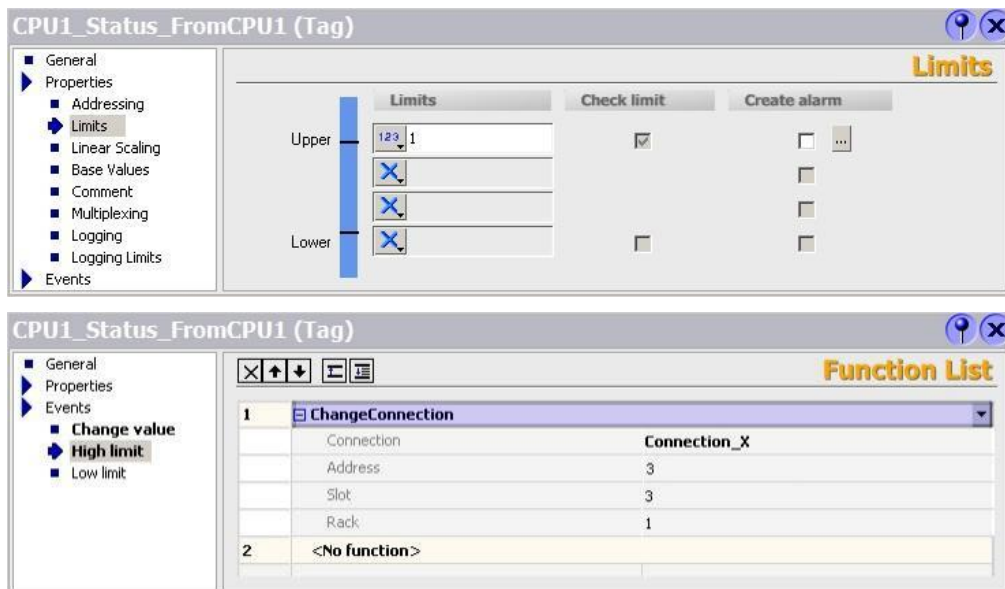 CPU1_Status_FromCPU1 (Tag)
General
Properties
Addressing
Limits
Linear Scaling
Base Values
Comment
Multiplexing
Logging
Logging Limits
Events
Limits
Limits Check limit Create alarm
Upper 123 1 ...
Lower
CPU1_Status_FromCPU1 (Tag)
General
Properties
Events
Change value
High limit
Low limit
Function List
1 ChangeConnection
Connection Connection_X
Address 3
Slot 3
Rack 1
2 <No function>